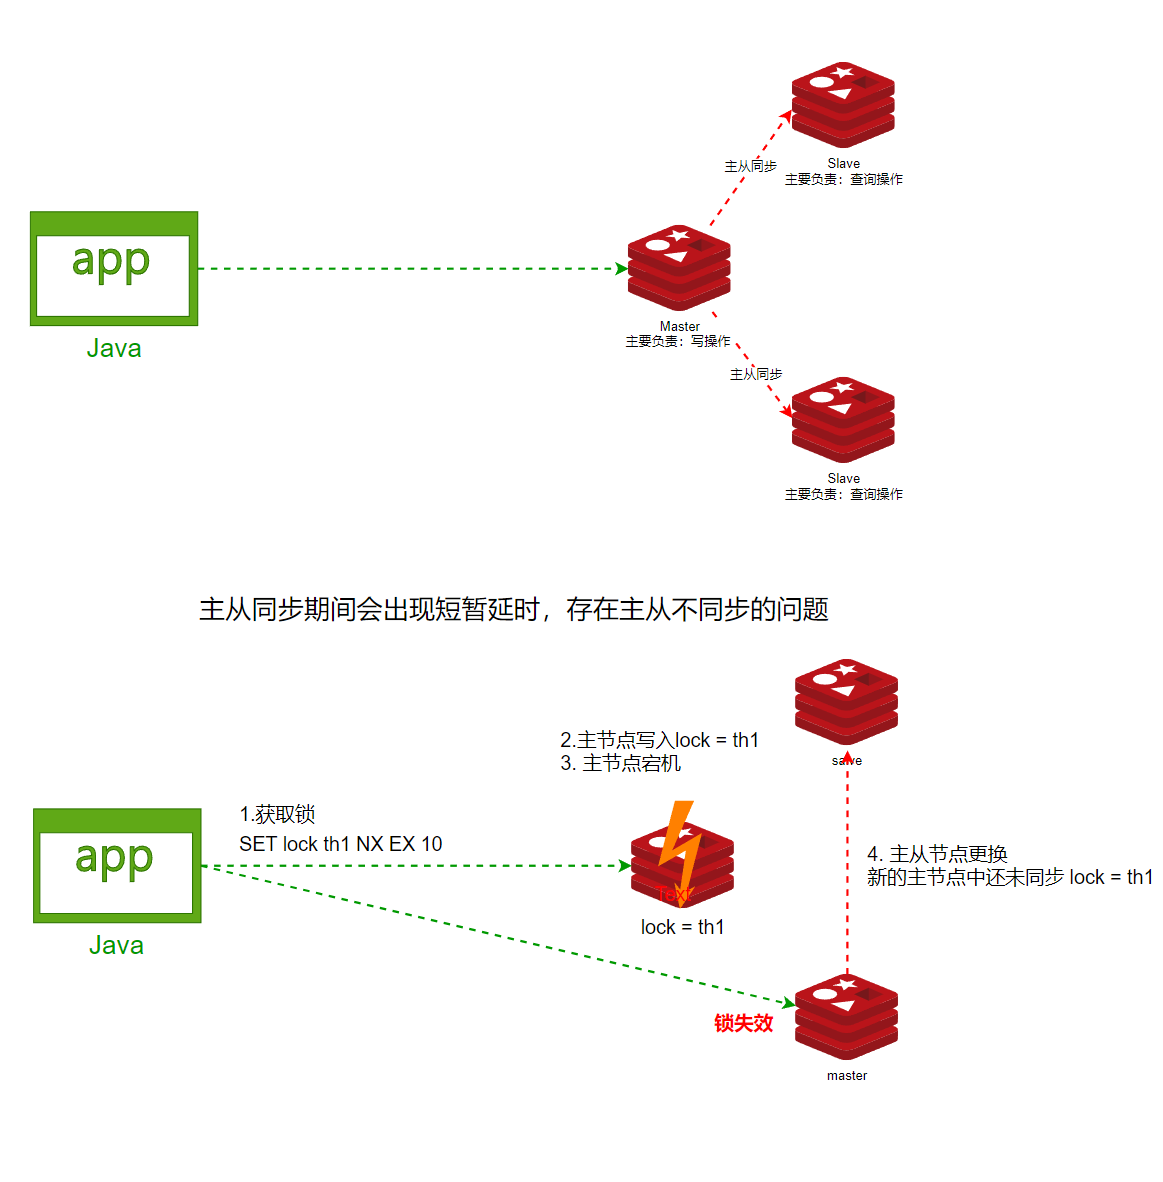 Slave
主要负责：查询操作
主从同步
app
Java
Master
主要负责：写操作
主从同步
Slave
主要负责：查询操作
主从同步期间会出现短暂延时，存在主从不同步的问题
2.主节点写入lock = th1
3. 主节点宕机
salve
1.获取锁
SET lock th1 NX EX 10
app
Java
Text
lock = th1
4. 主从节点更换
新的主节点中还未同步 lock = th1
锁失效
master